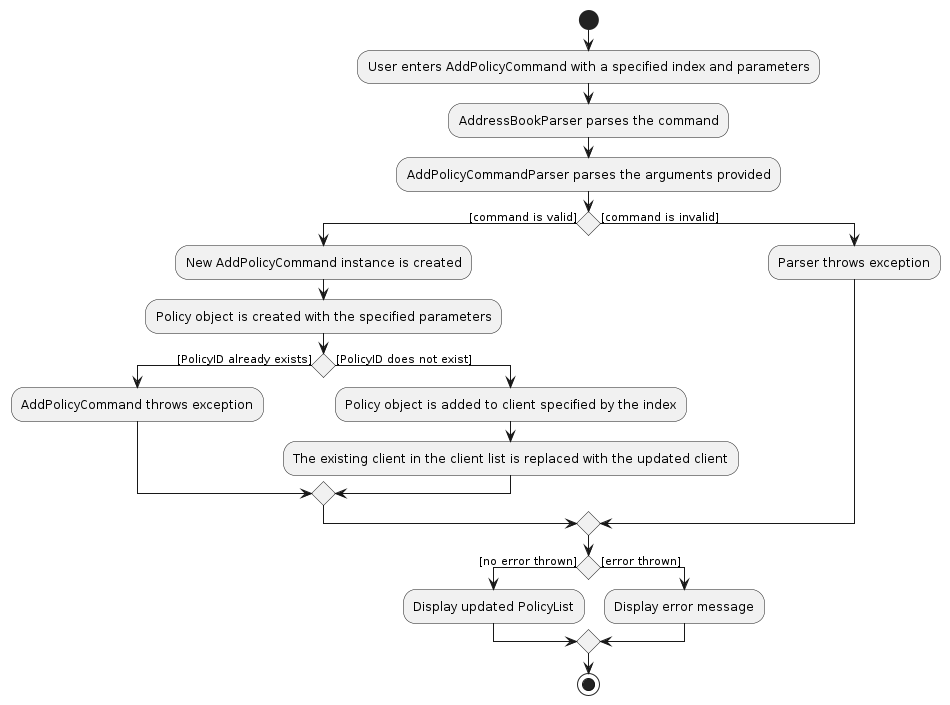 User enters AddPolicyCommand with a specified index and parameters
AddressBookParser parses the command
AddPolicyCommandParser parses the arguments provided
[command is valid]
[command is invalid]
New AddPolicyCommand instance is created
Parser throws exception
Policy object is created with the specified parameters
[PolicyID already exists]
[PolicyID does not exist]
AddPolicyCommand throws exception
Policy object is added to client specified by the index
The existing client in the client list is replaced with the updated client
[no error thrown]
[error thrown]
Display updated PolicyList
Display error message